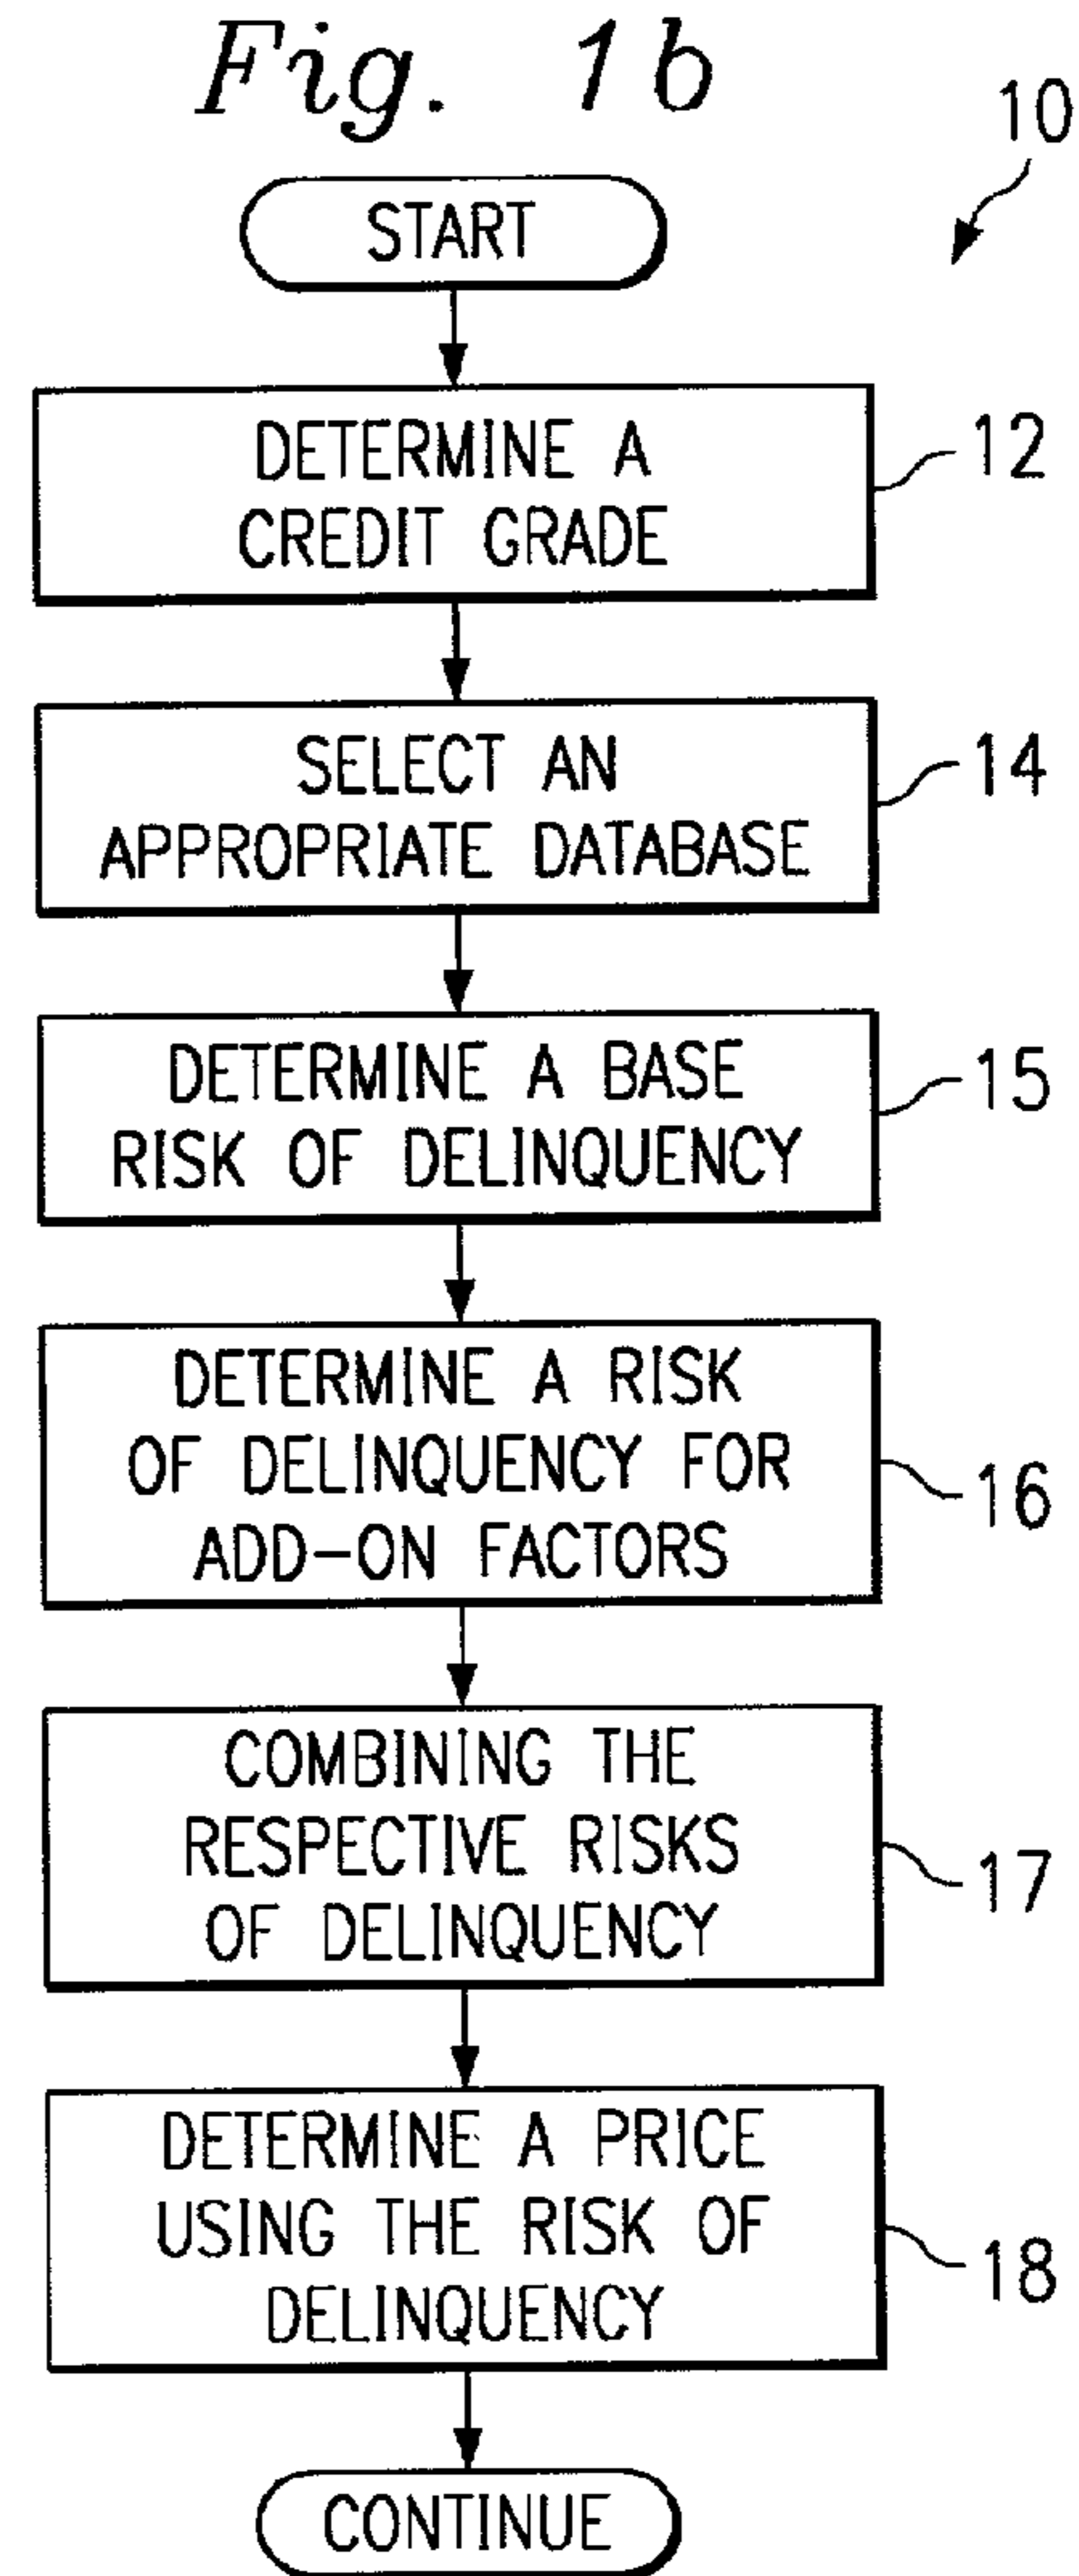 Fig. 1b
10
START
DETERMINE A
CREDIT GRADE
12
SELECT AN
APPROPRIATE DATABASE
14
DETERMINE A BASE
RISK OF DELINQUENCY
15
DETERMINE A RISK
OF DELINQUENCY FOR
ADD-ON FACTORS
16
COMBINING THE
RESPECTIVE RISKS
OF DELINQUENCY
17
DETERMINE A PRICE
USING THE RISK OF
DELINQUENCY
18
CONTINUE